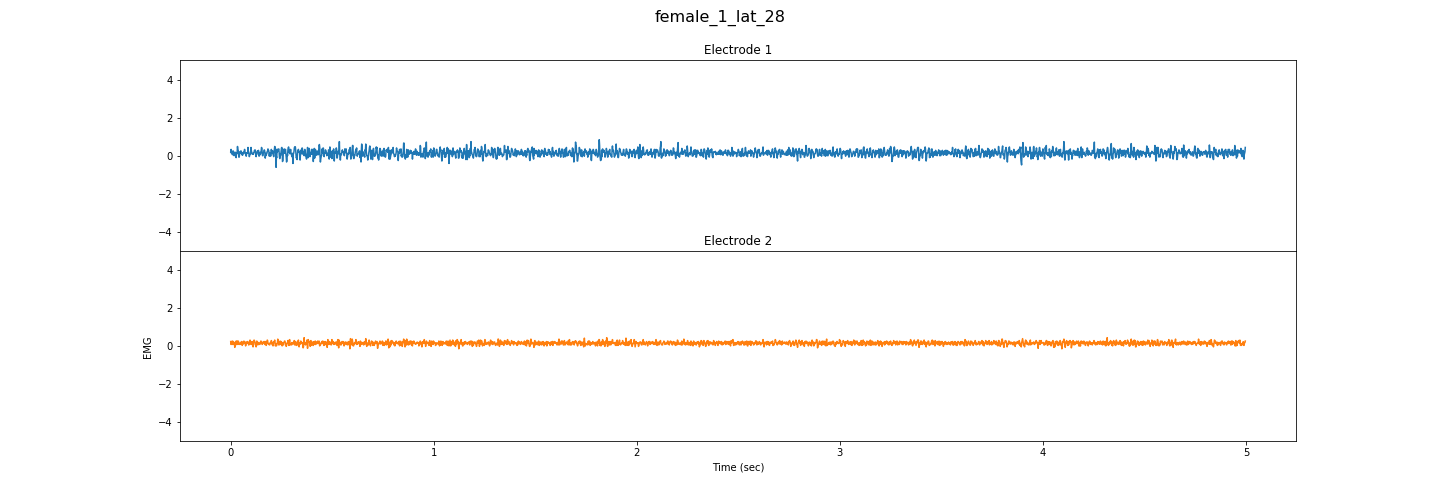 female_1_lat_28
Electrode 1
4
2
0
−2
−4
Electrode 2
4
2
0
−2
−4
EMG
0 1 2 3 4 5
Time (sec)